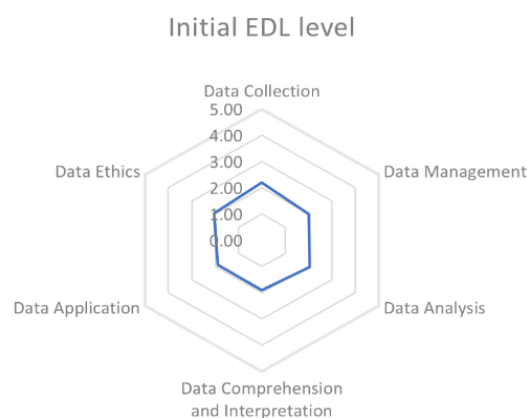 Initial EDL level
Data Collection
5.00
4.00
3.00
2.00
1.00
0.00
Data Ethics
Data Management
Data Application
Data Analysis
Data Comprehension
and Interpretation